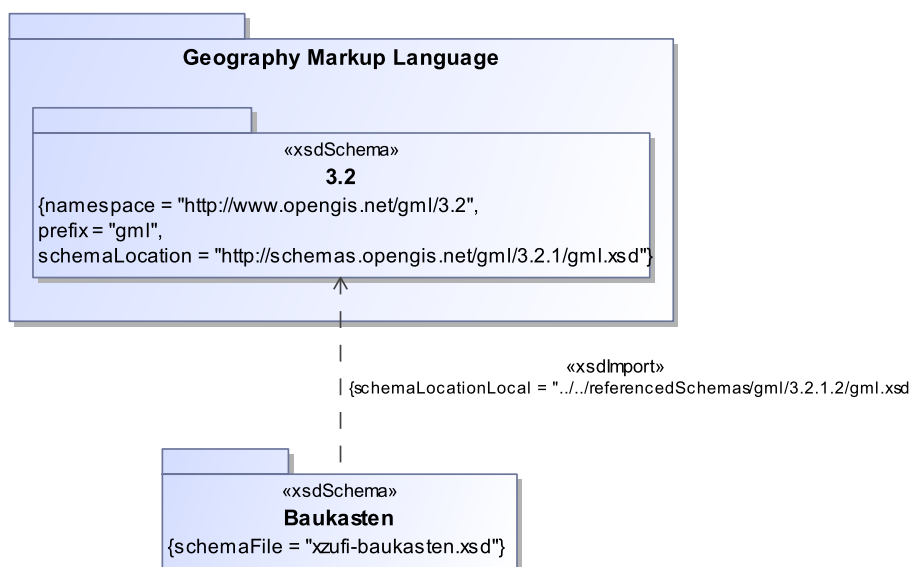 Geography Markup Language
«xsdSchema»
3.2
{namespace = "http://www.opengis.net/gml/3.2",
prefix = "gml",
schemaLocation = "http://schemas.opengis.net/gml/3.2.1/gml.xsd"}
«xsdImport»
{schemaLocationLocal = "../../referencedSchemas/gml/3.2.1.2/gml.xsd
«xsdSchema»
Baukasten
{schemaFile = "xzufi-baukasten.xsd"}